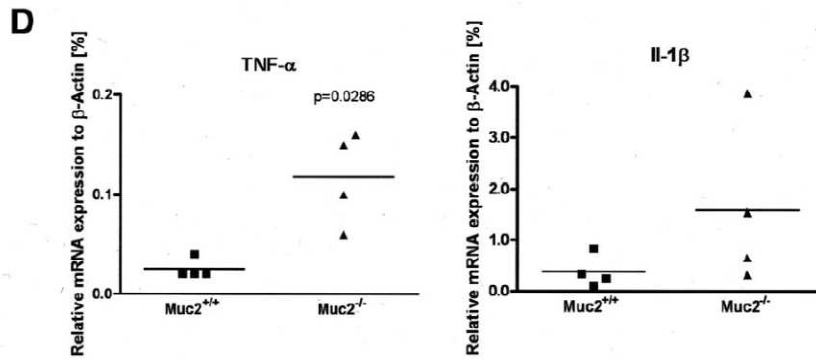 D
TNF-α
Relative mRNA expression to β-Actin [%]
p=0.0286
0.2
0.1
0.0
Muc2+/+
Muc2-/-
Il-1β
Relative mRNA expression to β-Actin [%]
4.0
3.0
2.0
1.0
0.0
Muc2+/+
Muc2-/-